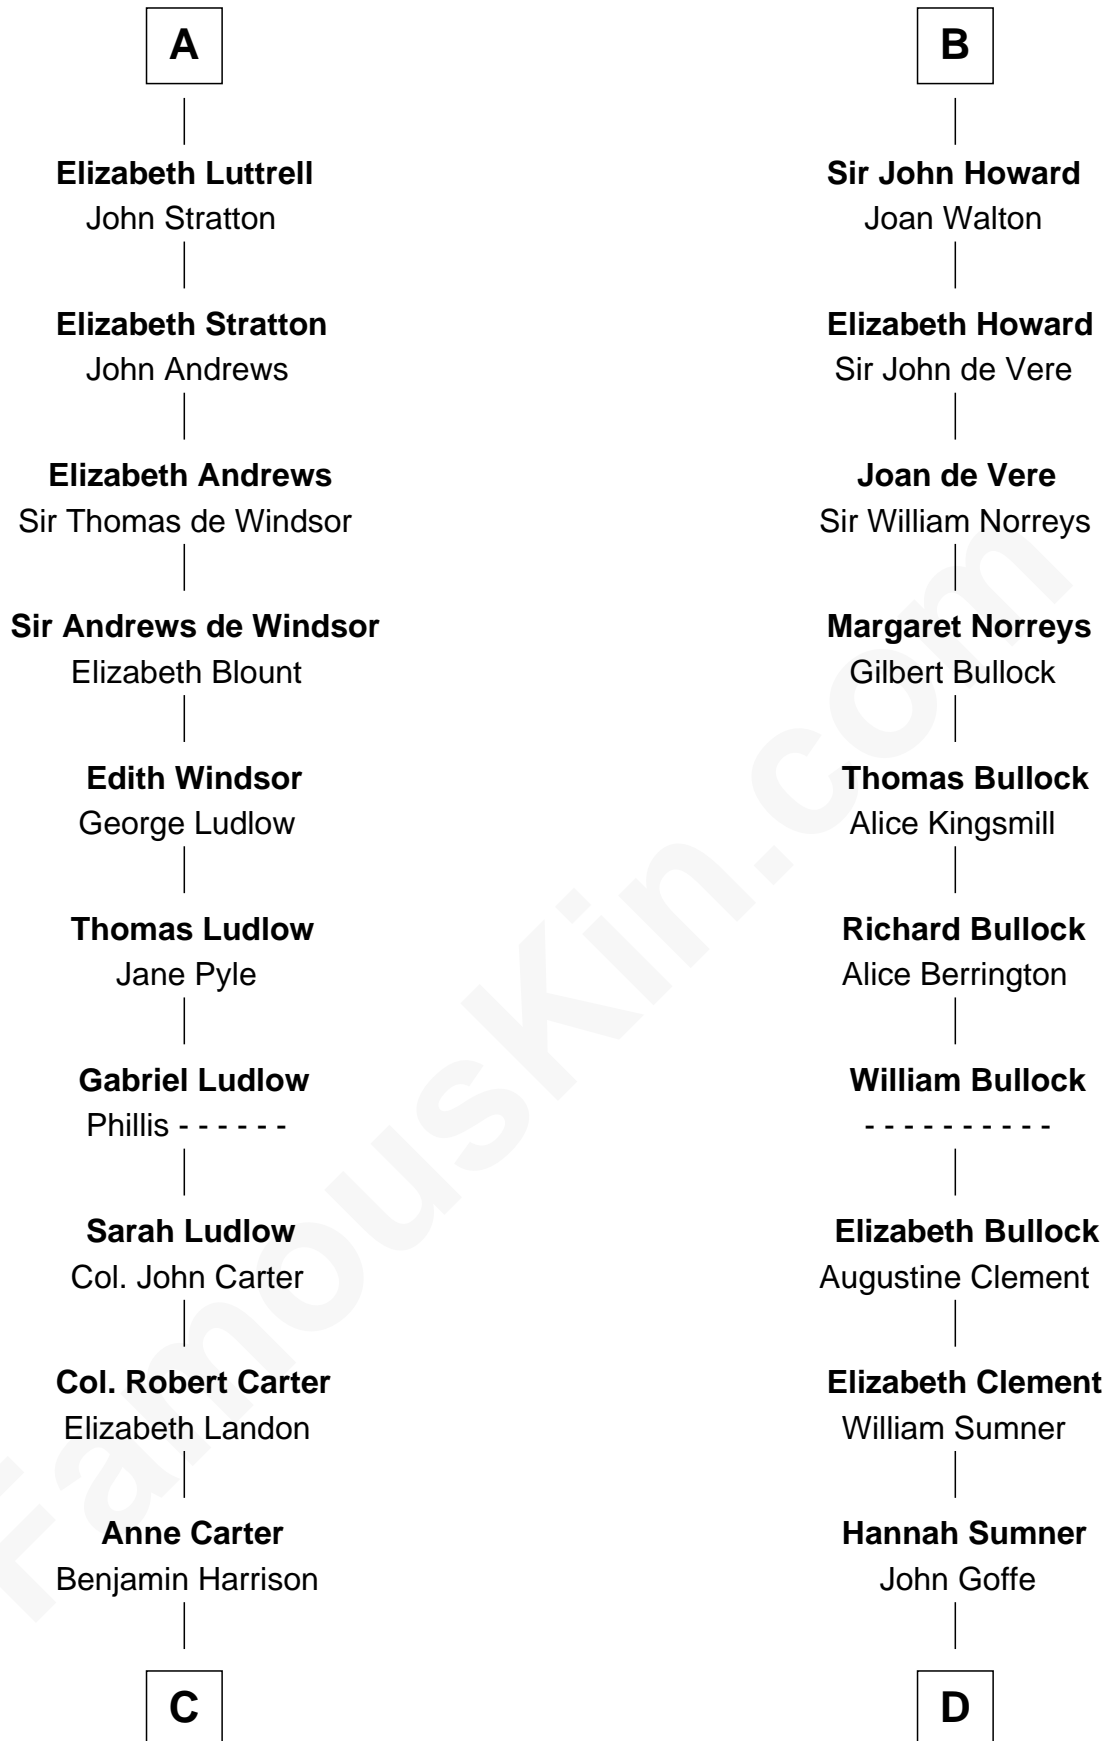 A
Elizabeth Luttrell
John Stratton
Elizabeth Stratton
John Andrews
Elizabeth Andrews
Sir Thomas de Windsor
Sir Andrews de Windsor
Elizabeth Blount
Edith Windsor
George Ludlow
Thomas Ludlow
Jane Pyle
Gabriel Ludlow
Phillis - - - - - -
Sarah Ludlow
Col. John Carter
Col. Robert Carter
Elizabeth Landon
Anne Carter
Benjamin Harrison
C
B
Sir John Howard
Joan Walton
Elizabeth Howard
Sir John de Vere
Joan de Vere
Sir William Norreys
Margaret Norreys
Gilbert Bullock
Thomas Bullock
Alice Kingsmill
Richard Bullock
Alice Berrington
William Bullock
- - - - - - - - - -
Elizabeth Bullock
Augustine Clement
Elizabeth Clement
William Sumner
Hannah Sumner
John Goffe
D
FamousKin.com